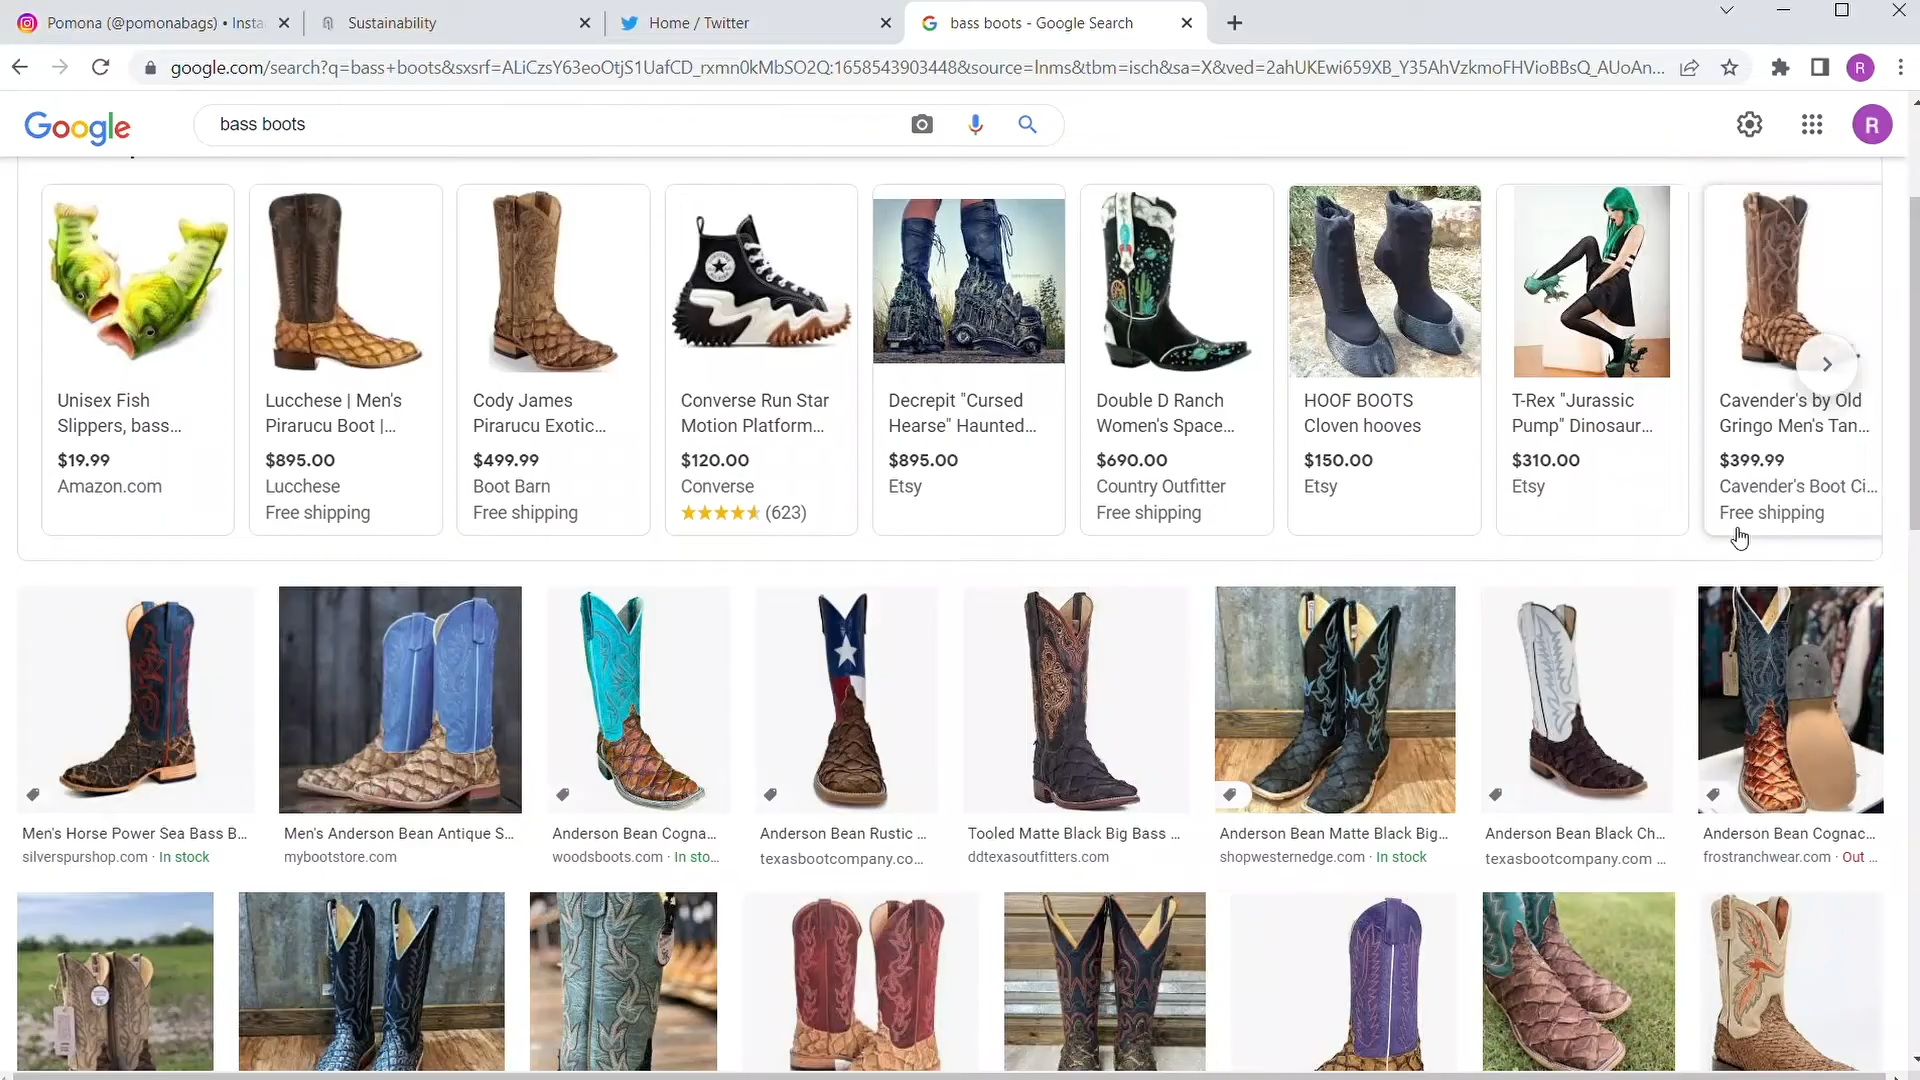 Pomona (@pomonabags) • Insta
Sustainability
Home / Twitter
bass boots - Google Search
google.com/search?q=bass+boots&sxsrf=ALiCzsY63eoOtjS1UafCD_rxmn0kMbSO2Q:1658543903448&source=lnms&tbm=isch&sa=X&ved=2ahUKEwi659XB_Y35AhVzkmoFHVioBBsQ_AUoAn...
R
Google
bass boots
R
Unisex Fish
Slippers, bass...
$19.99
Amazon.com
Lucchese | Men's
Pirarucu Boot |...
$895.00
Lucchese
Free shipping
Cody James
Pirarucu Exotic...
$499.99
Boot Barn
Free shipping
Converse Run Star
Motion Platform...
$120.00
Converse
(623)
Decrepit "Cursed
Hearse" Haunted...
$895.00
Etsy
Double D Ranch
Women's Space...
$690.00
Country Outfitter
Free shipping
HOOF BOOTS
Cloven hooves
$150.00
Etsy
T-Rex "Jurassic
Pump" Dinosaur...
$310.00
Etsy
Cavender's by Old
Gringo Men's Tan...
$399.99
Cavender's Boot Ci...
Free shipping
Men's Horse Power Sea Bass B...
silverspurshop.com · In stock
Men's Anderson Bean Antique S...
mybootstore.com
Anderson Bean Cogna...
woodsboots.com · In sto...
Anderson Bean Rustic ...
texasbootcompany.co...
Tooled Matte Black Big Bass ...
ddtexasoutfitters.com
Anderson Bean Matte Black Big...
shopwesternedge.com · In stock
Anderson Bean Black Ch...
texasbootcompany.com ...
Anderson Bean Cognac...
frostranchwear.com · Out ...